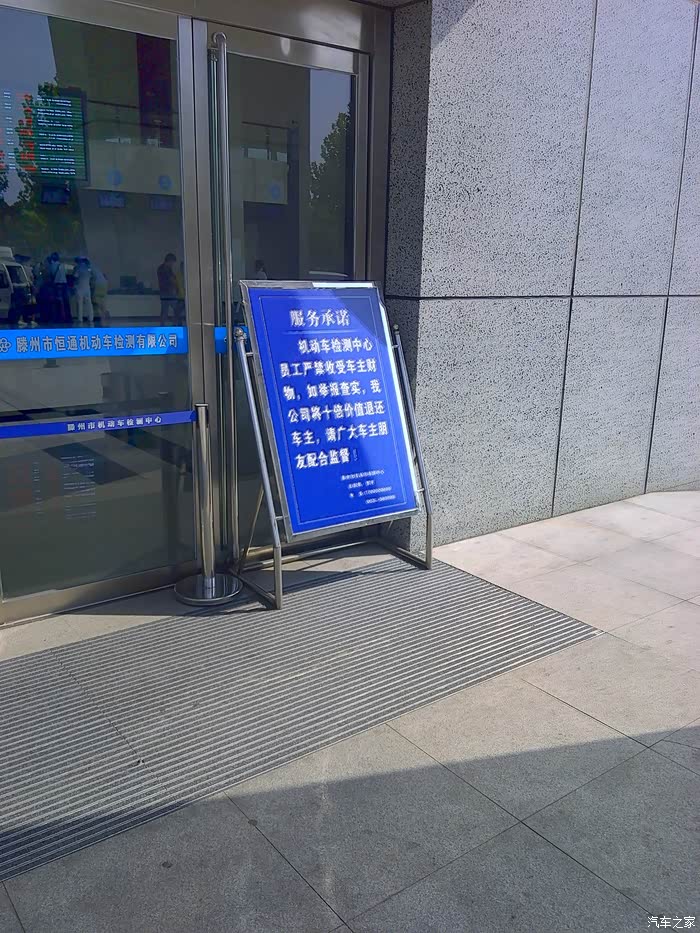 滕州市恒通机动车检测有限公司
滕州市机动车检测中心
服务承诺
机动车检测中心
员工严禁收受车主财
物，如举报查实，我
公司将十倍价值退还
车主，请广大车主朋
友配合监督！
汽车之家